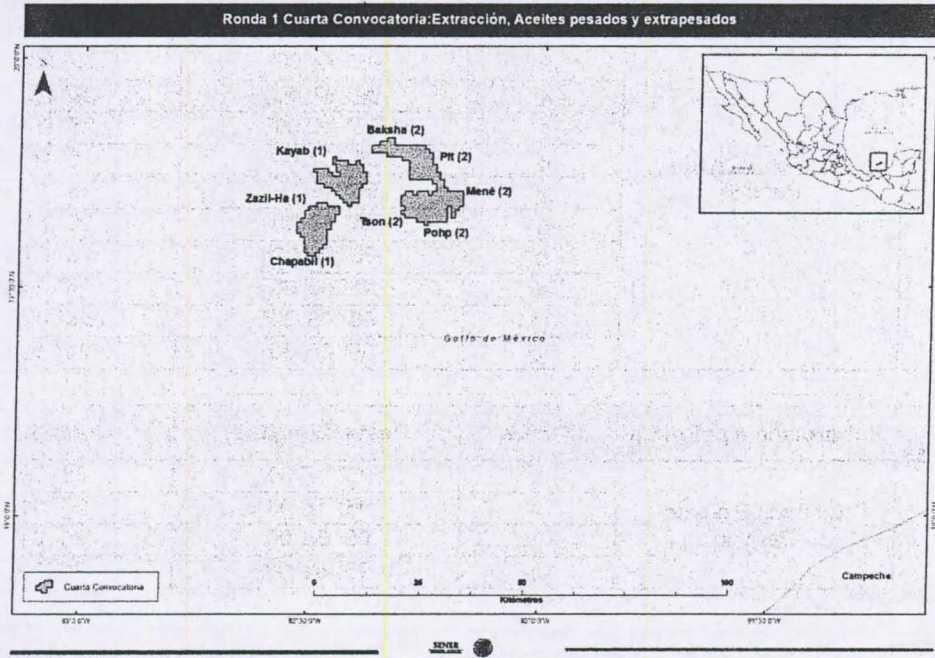 Ronda 1 Cuarta Convocatoria:Extracción, Aceites pesados y extrapesados
Baksha (2)
Kayab (1)
Pit (2)
Zazil-Ha (1)
Mené (2)
Tson (2)
Pohp (2)
Chapabil (1)
Golfo de México
Cuarta Convocatoria
0 25 50 100
Kilómetros
Campeche
SENER